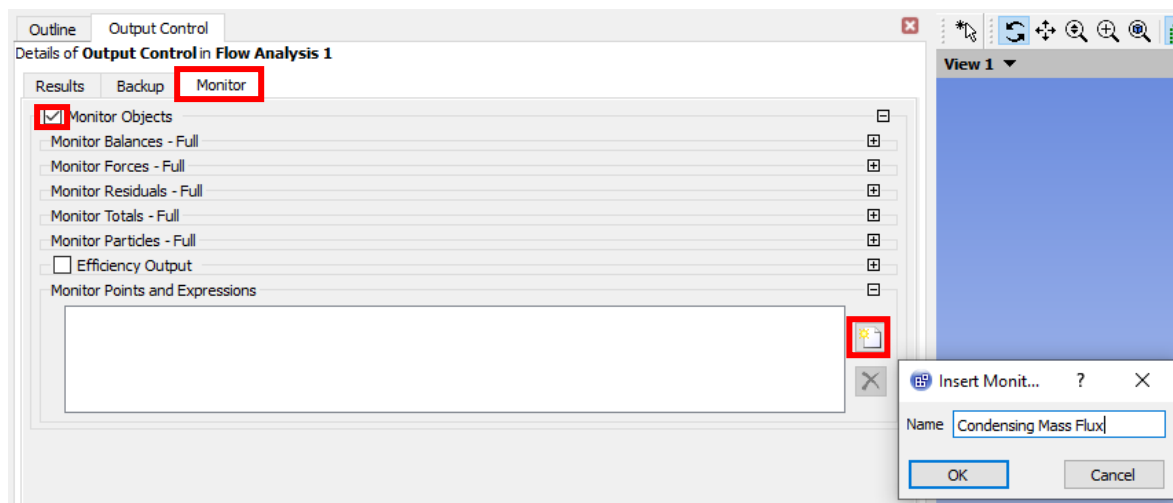 Outline Output Control
Details of Output Control in Flow Analysis 1
Results Backup Monitor
Monitor Objects
Monitor Balances - Full
Monitor Forces - Full
Monitor Residuals - Full
Monitor Totals - Full
Monitor Particles - Full
Efficiency Output
Monitor Points and Expressions
View 1
Insert Monit... ? 
Name Condensing Mass Flux
OK Cancel